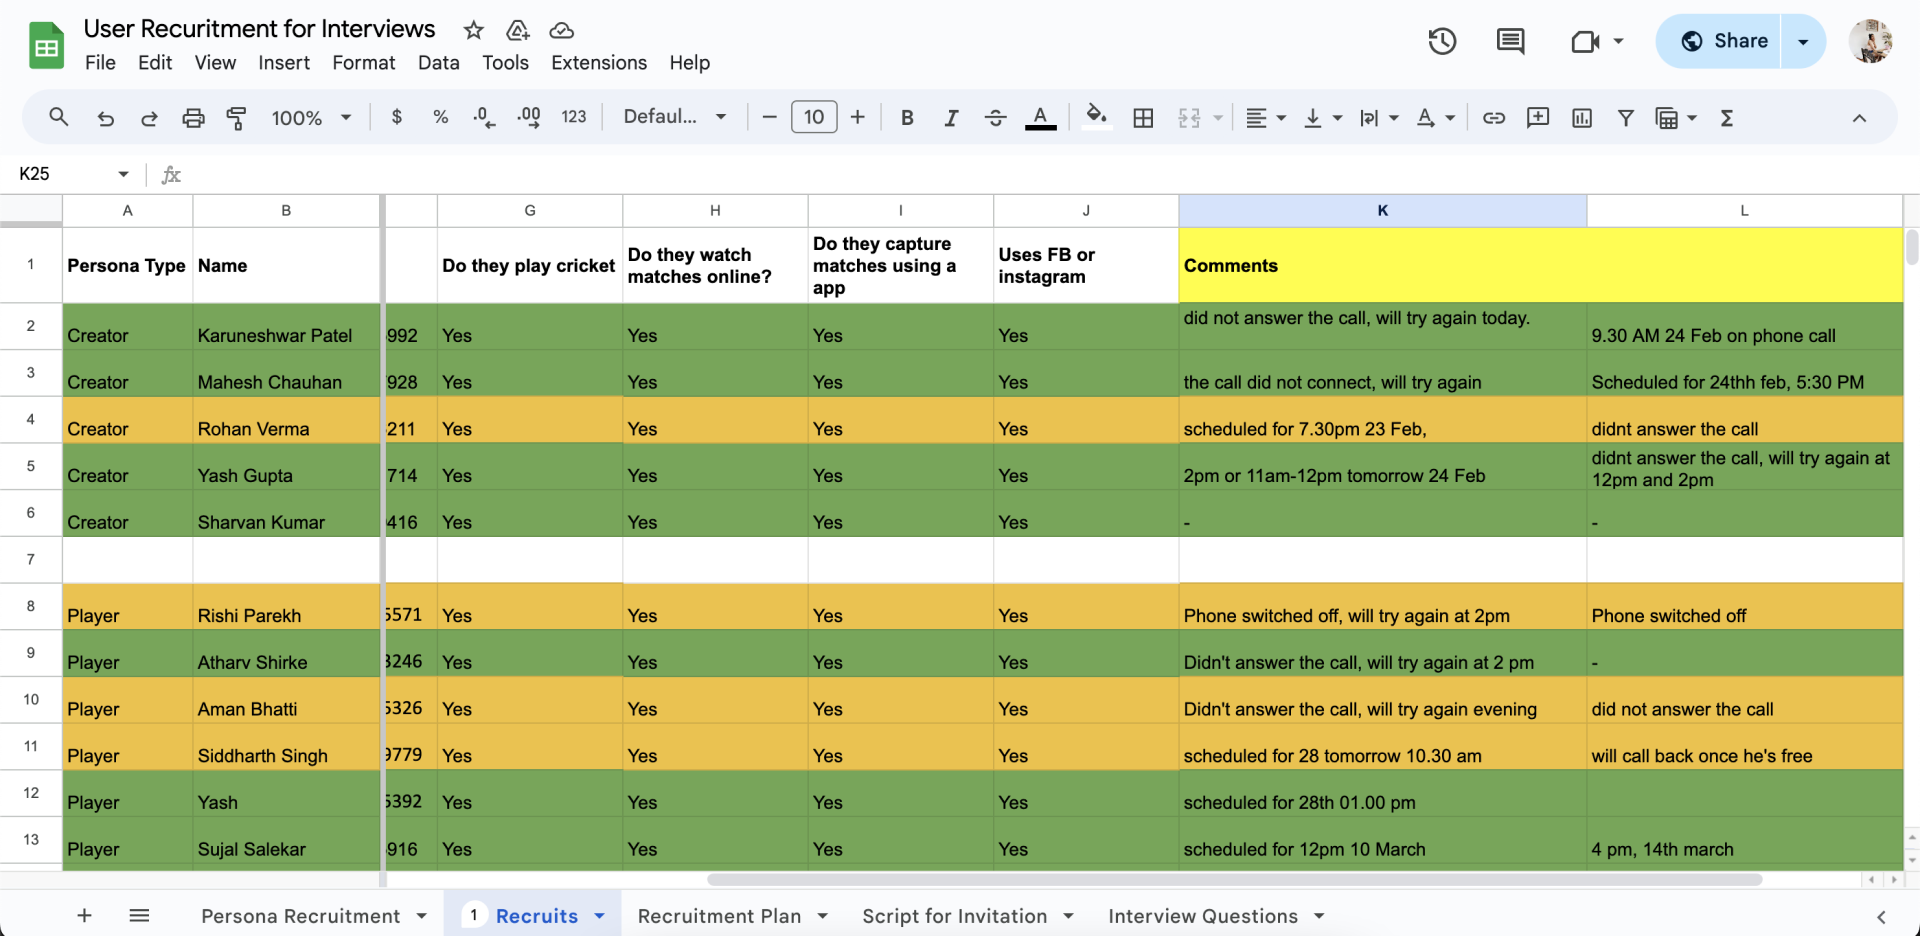 User Recuritment for Interviews
File Edit View Insert Format Data Tools Extensions Help
Share
100% $ % .0 .00 123 Defaul... 10 B I A A Σ
K25 fx
A B G H I J K L
1 Persona Type Name Do they play cricket Do they watch matches online? Do they capture matches using a app Uses FB or instagram Comments
2 Creator Karuneshwar Patel 992 Yes Yes Yes Yes did not answer the call, will try again today. 9.30 AM 24 Feb on phone call
3 Creator Mahesh Chauhan 928 Yes Yes Yes Yes the call did not connect, will try again Scheduled for 24thh feb, 5:30 PM
4 Creator Rohan Verma 211 Yes Yes Yes Yes scheduled for 7.30pm 23 Feb, didnt answer the call
5 Creator Yash Gupta 714 Yes Yes Yes Yes 2pm or 11am-12pm tomorrow 24 Feb didnt answer the call, will try again at 12pm and 2pm
6 Creator Sharvan Kumar 416 Yes Yes Yes Yes - -
7
8 Player Rishi Parekh 5571 Yes Yes Yes Yes Phone switched off, will try again at 2pm Phone switched off
9 Player Atharv Shirke 3246 Yes Yes Yes Yes Didn't answer the call, will try again at 2 pm -
10 Player Aman Bhatti 5326 Yes Yes Yes Yes Didn't answer the call, will try again evening did not answer the call
11 Player Siddharth Singh 9779 Yes Yes Yes Yes scheduled for 28 tomorrow 10.30 am will call back once he's free
12 Player Yash 5392 Yes Yes Yes Yes scheduled for 28th 01.00 pm
13 Player Sujal Salekar 916 Yes Yes Yes Yes scheduled for 12pm 10 March 4 pm, 14th march
Persona Recruitment 1 Recruits Recruitment Plan Script for Invitation Interview Questions